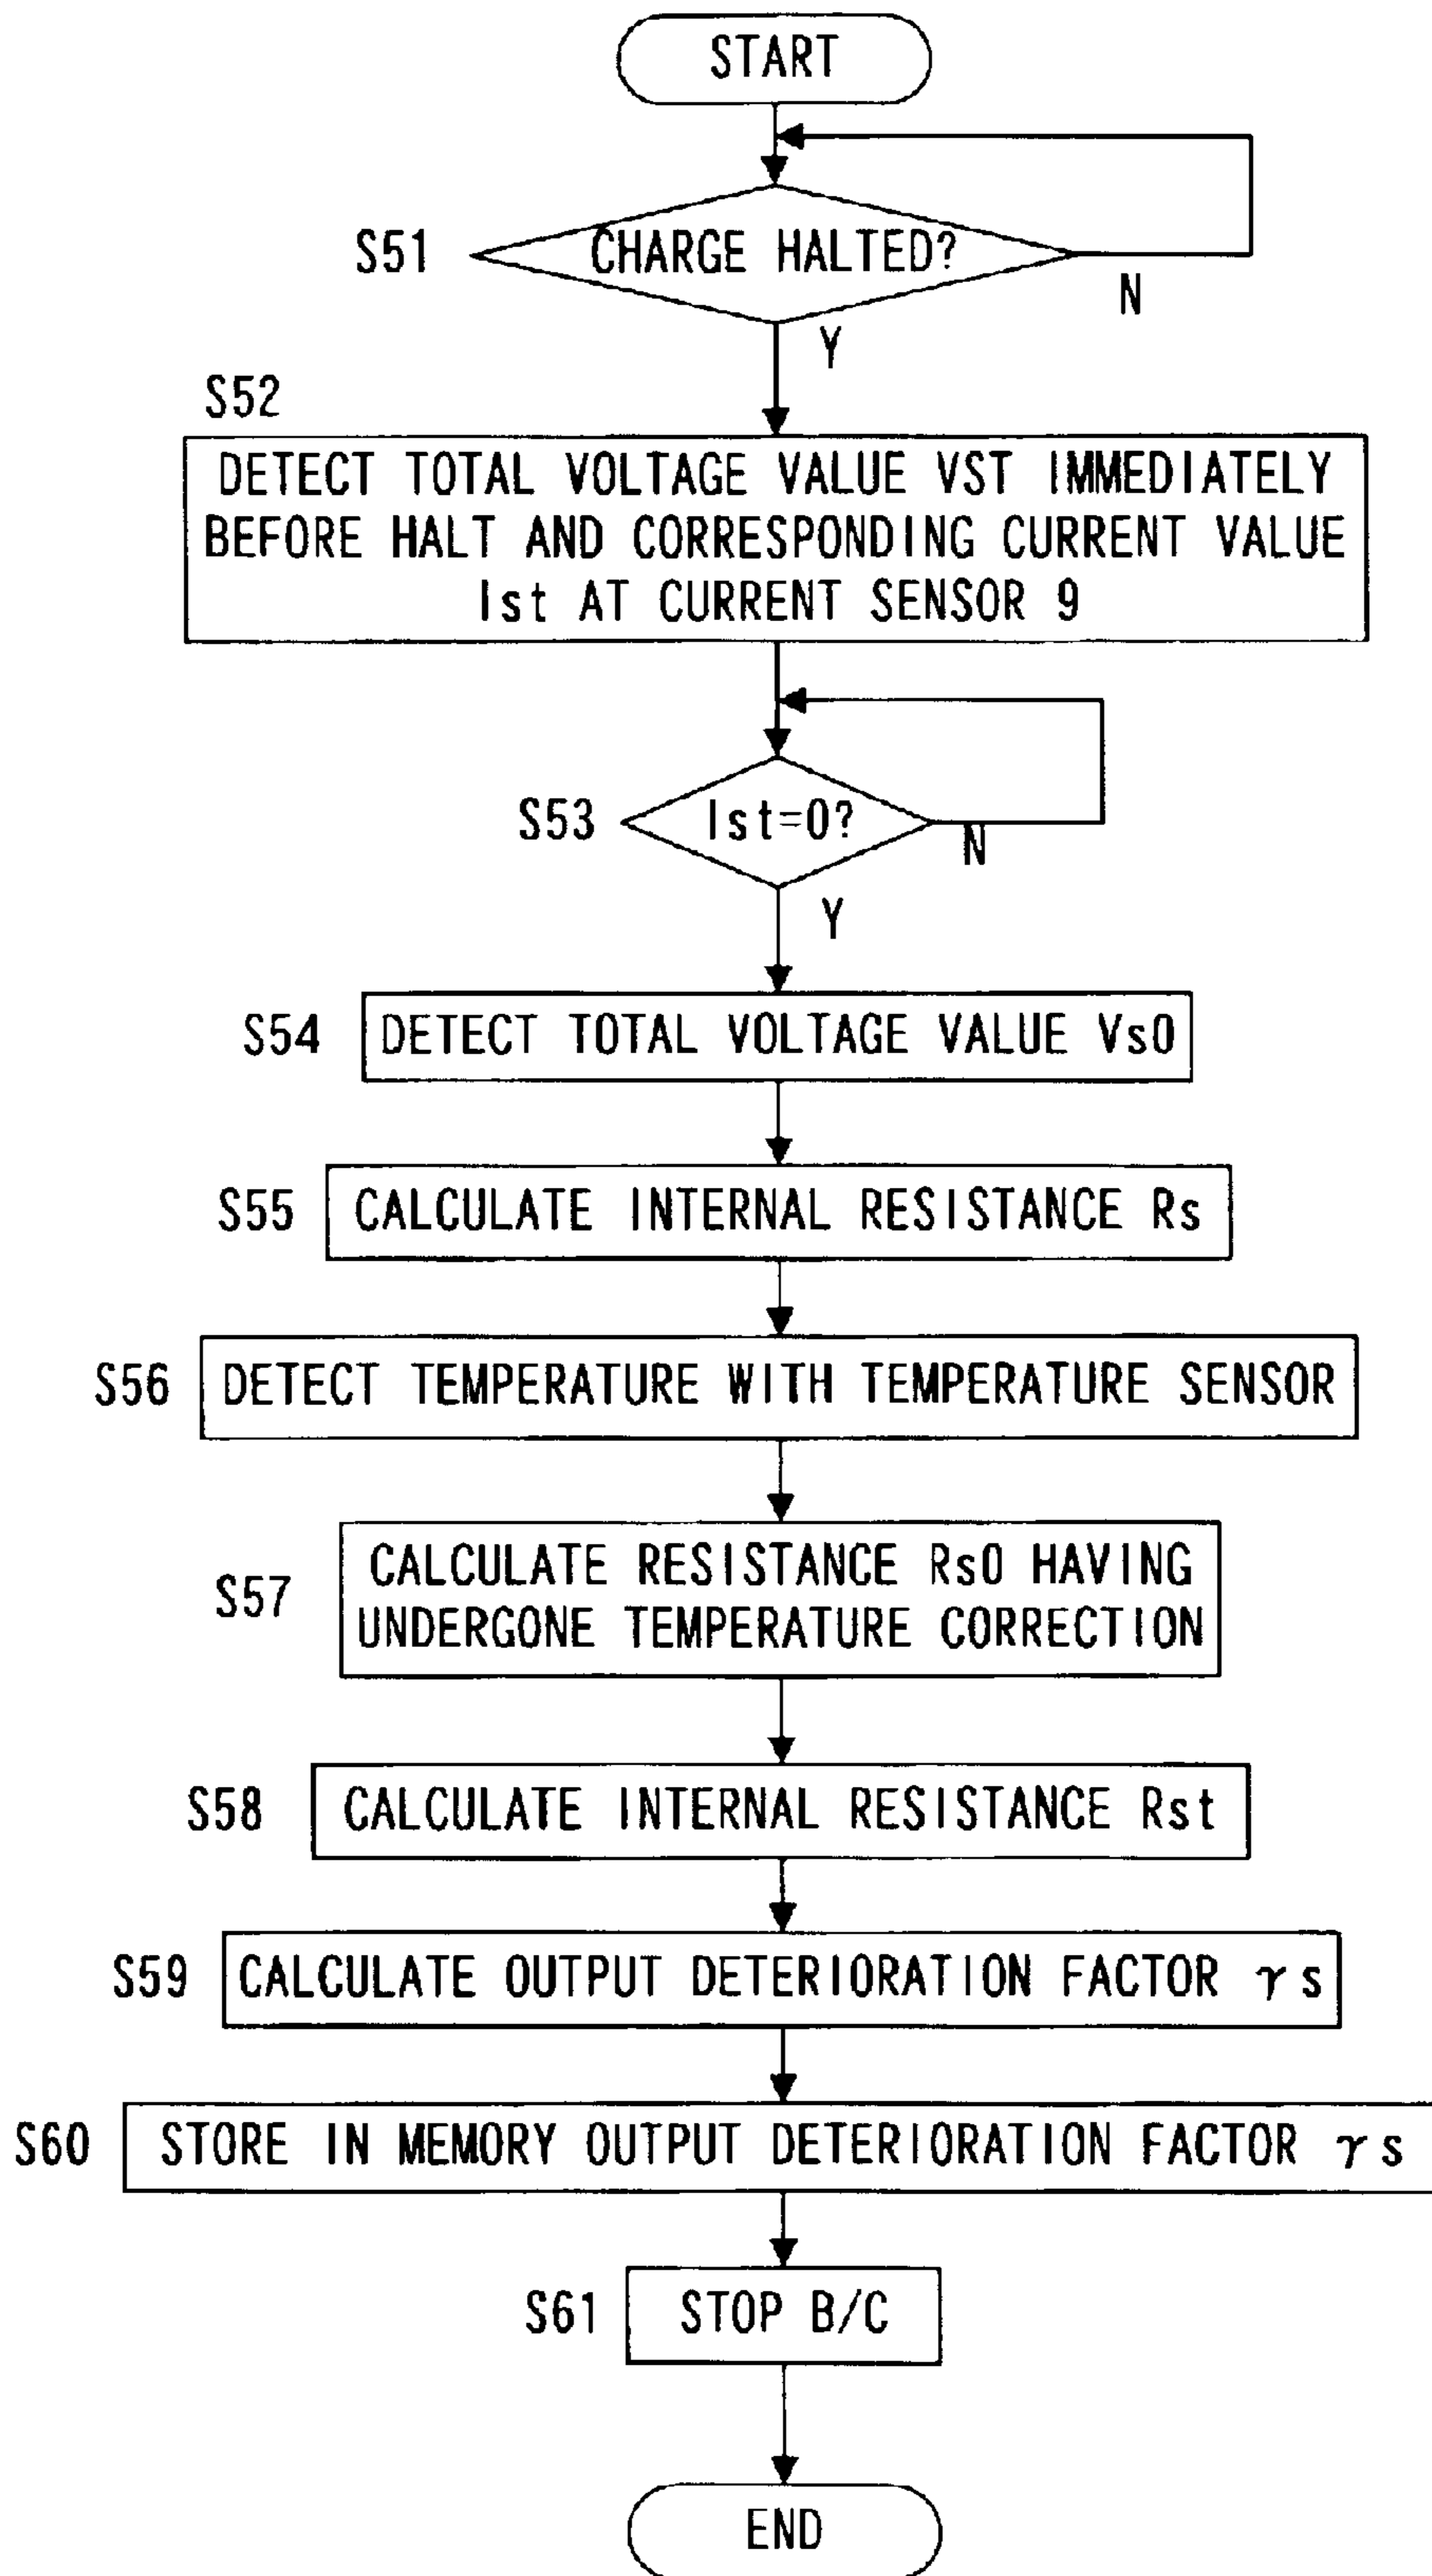 START
S51
CHARGE HALTED?
N
Y
S52
DETECT TOTAL VOLTAGE VALUE VST IMMEDIATELY
BEFORE HALT AND CORRESPONDING CURRENT VALUE
Ist AT CURRENT SENSOR 9
S53
Ist=0?
N
Y
S54
DETECT TOTAL VOLTAGE VALUE Vs0
S55
CALCULATE INTERNAL RESISTANCE Rs
S56
DETECT TEMPERATURE WITH TEMPERATURE SENSOR
S57
CALCULATE RESISTANCE Rs0 HAVING
UNDERGONE TEMPERATURE CORRECTION
S58
CALCULATE INTERNAL RESISTANCE Rst
S59
CALCULATE OUTPUT DETERIORATION FACTOR γs
S60
STORE IN MEMORY OUTPUT DETERIORATION FACTOR γs
S61
STOP B/C
END